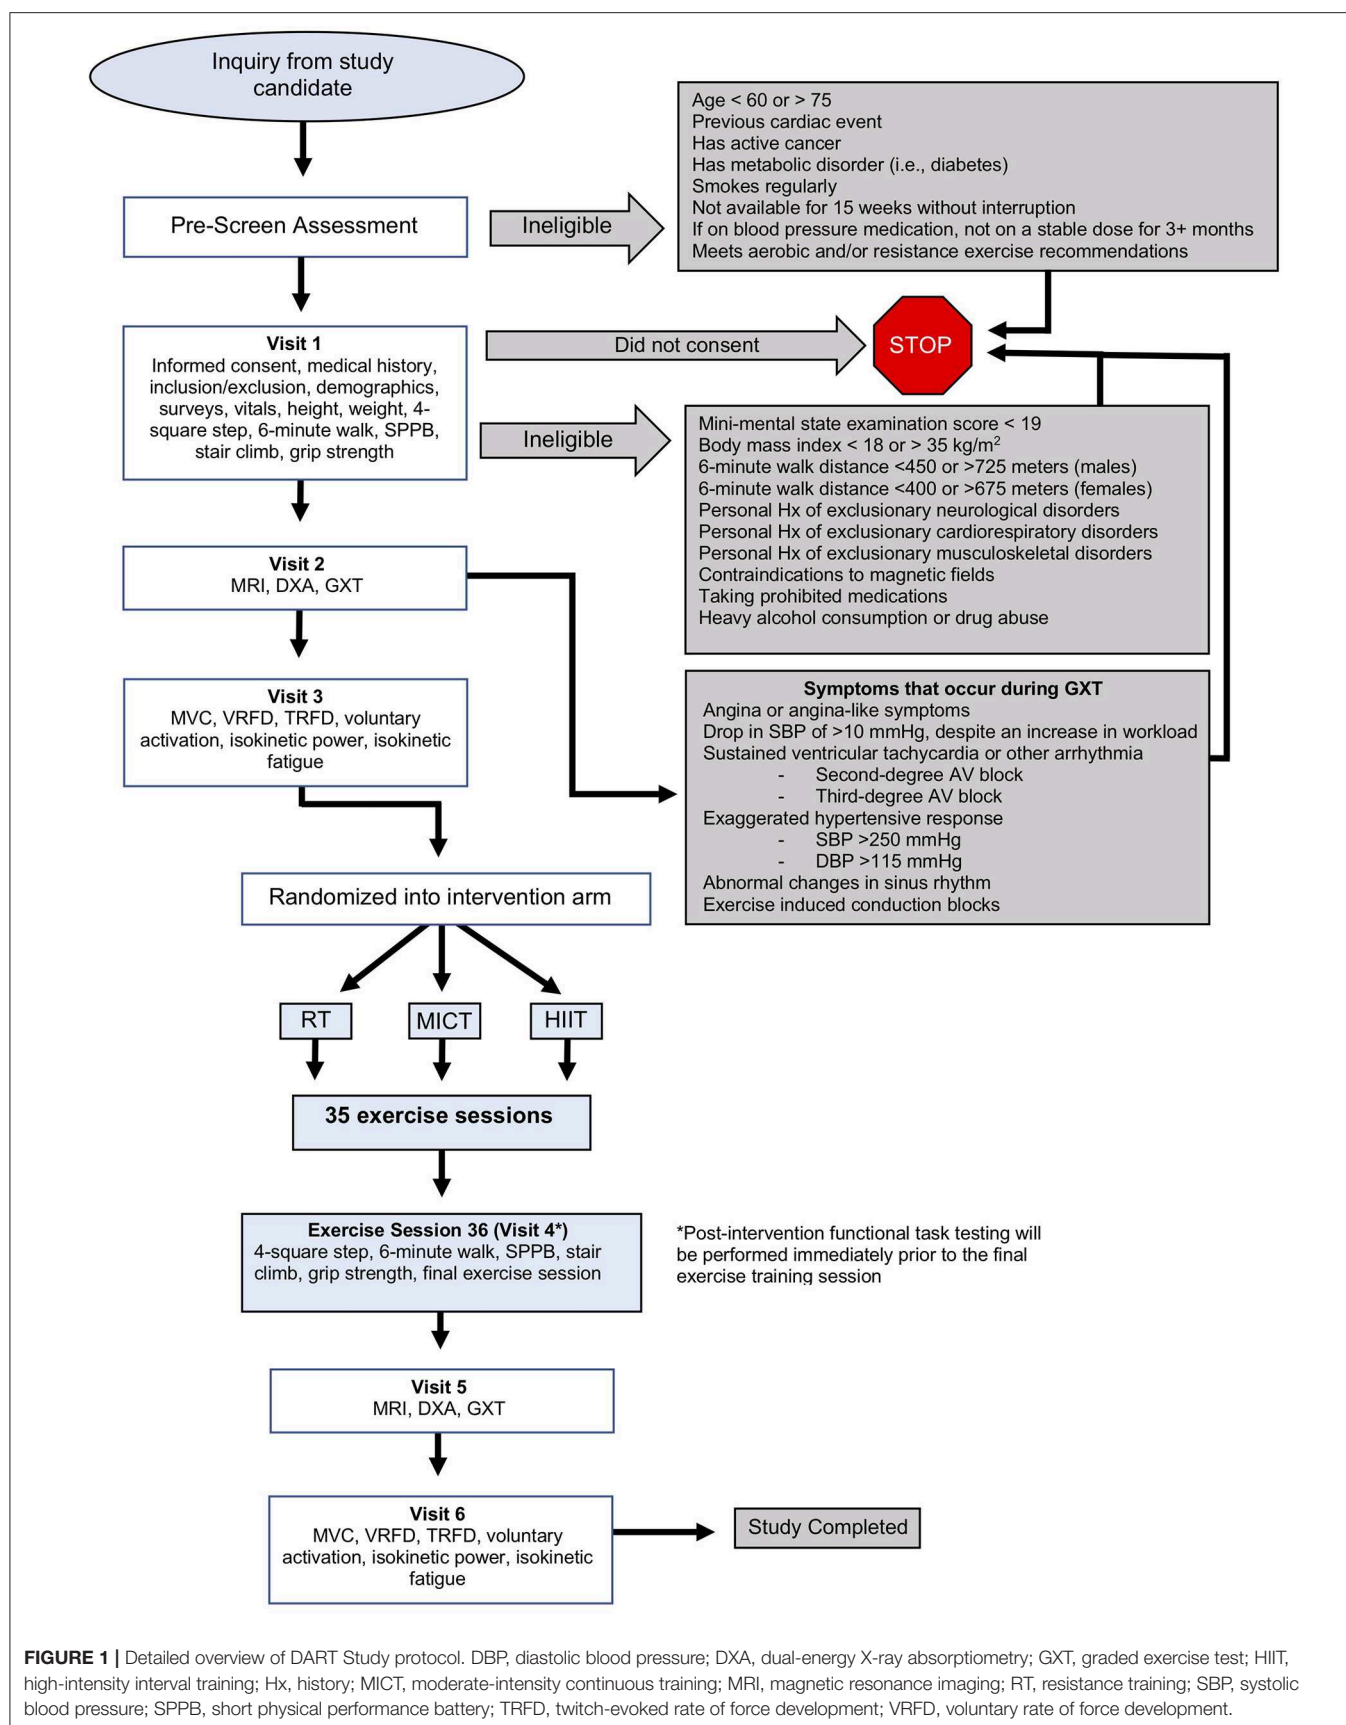 Inquiry from study
candidate
Age < 60 or > 75
Previous cardiac event
Has active cancer
Has metabolic disorder (i.e., diabetes)
Smokes regularly
Not available for 15 weeks without interruption
If on blood pressure medication, not on a stable dose for 3+ months
Meets aerobic and/or resistance exercise recommendations
Pre-Screen Assessment
Ineligible
Visit 1
Informed consent, medical history,
inclusion/exclusion, demographics,
surveys, vitals, height, weight, 4-
square step, 6-minute walk, SPPB,
stair climb, grip strength
Did not consent
STOP
Ineligible
Mini-mental state examination score < 19
Body mass index < 18 or > 35 kg/m²
6-minute walk distance <450 or >725 meters (males)
6-minute walk distance <400 or >675 meters (females)
Personal Hx of exclusionary neurological disorders
Personal Hx of exclusionary cardiorespiratory disorders
Personal Hx of exclusionary musculoskeletal disorders
Contraindications to magnetic fields
Taking prohibited medications
Heavy alcohol consumption or drug abuse
Visit 2
MRI, DXA, GXT
Symptoms that occur during GXT
Angina or angina-like symptoms
Drop in SBP of >10 mmHg, despite an increase in workload
Sustained ventricular tachycardia or other arrhythmia
- Second-degree AV block
- Third-degree AV block
Exaggerated hypertensive response
- SBP >250 mmHg
- DBP >115 mmHg
Abnormal changes in sinus rhythm
Exercise induced conduction blocks
Visit 3
MVC, VRFD, TRFD, voluntary
activation, isokinetic power, isokinetic
fatigue
Randomized into intervention arm
RT
MICT
HIIT
35 exercise sessions
Exercise Session 36 (Visit 4*)
4-square step, 6-minute walk, SPPB, stair
climb, grip strength, final exercise session
*Post-intervention functional task testing will
be performed immediately prior to the final
exercise training session
Visit 5
MRI, DXA, GXT
Visit 6
MVC, VRFD, TRFD, voluntary
activation, isokinetic power, isokinetic
fatigue
Study Completed
FIGURE 1 | Detailed overview of DART Study protocol. DBP, diastolic blood pressure; DXA, dual-energy X-ray absorptiometry; GXT, graded exercise test; HIIT,
high-intensity interval training; Hx, history; MICT, moderate-intensity continuous training; MRI, magnetic resonance imaging; RT, resistance training; SBP, systolic
blood pressure; SPPB, short physical performance battery; TRFD, twitch-evoked rate of force development; VRFD, voluntary rate of force development.